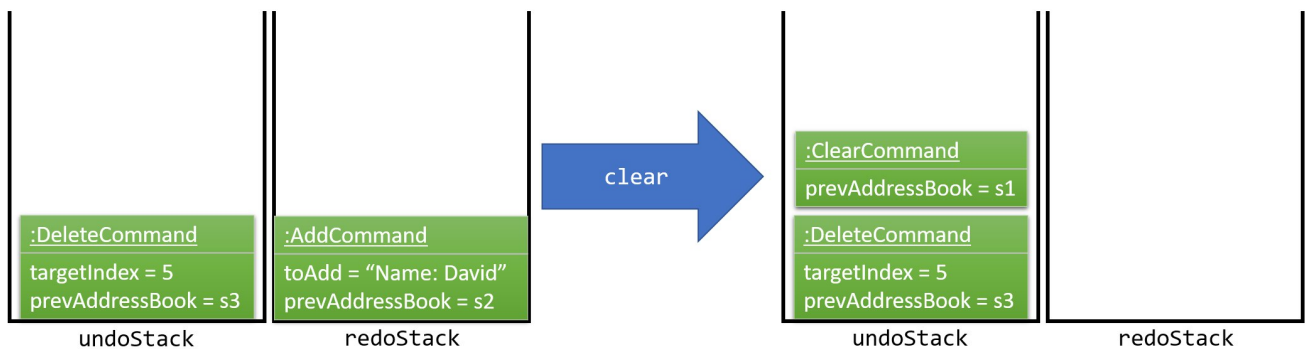 :DeleteCommand
targetIndex = 5
prevAddressBook = s3
undoStack
:AddCommand
toAdd = “Name: David”
prevAddressBook = s2
redoStack
clear
:ClearCommand
prevAddressBook = s1
:DeleteCommand
targetIndex = 5
prevAddressBook = s3
undoStack
redoStack